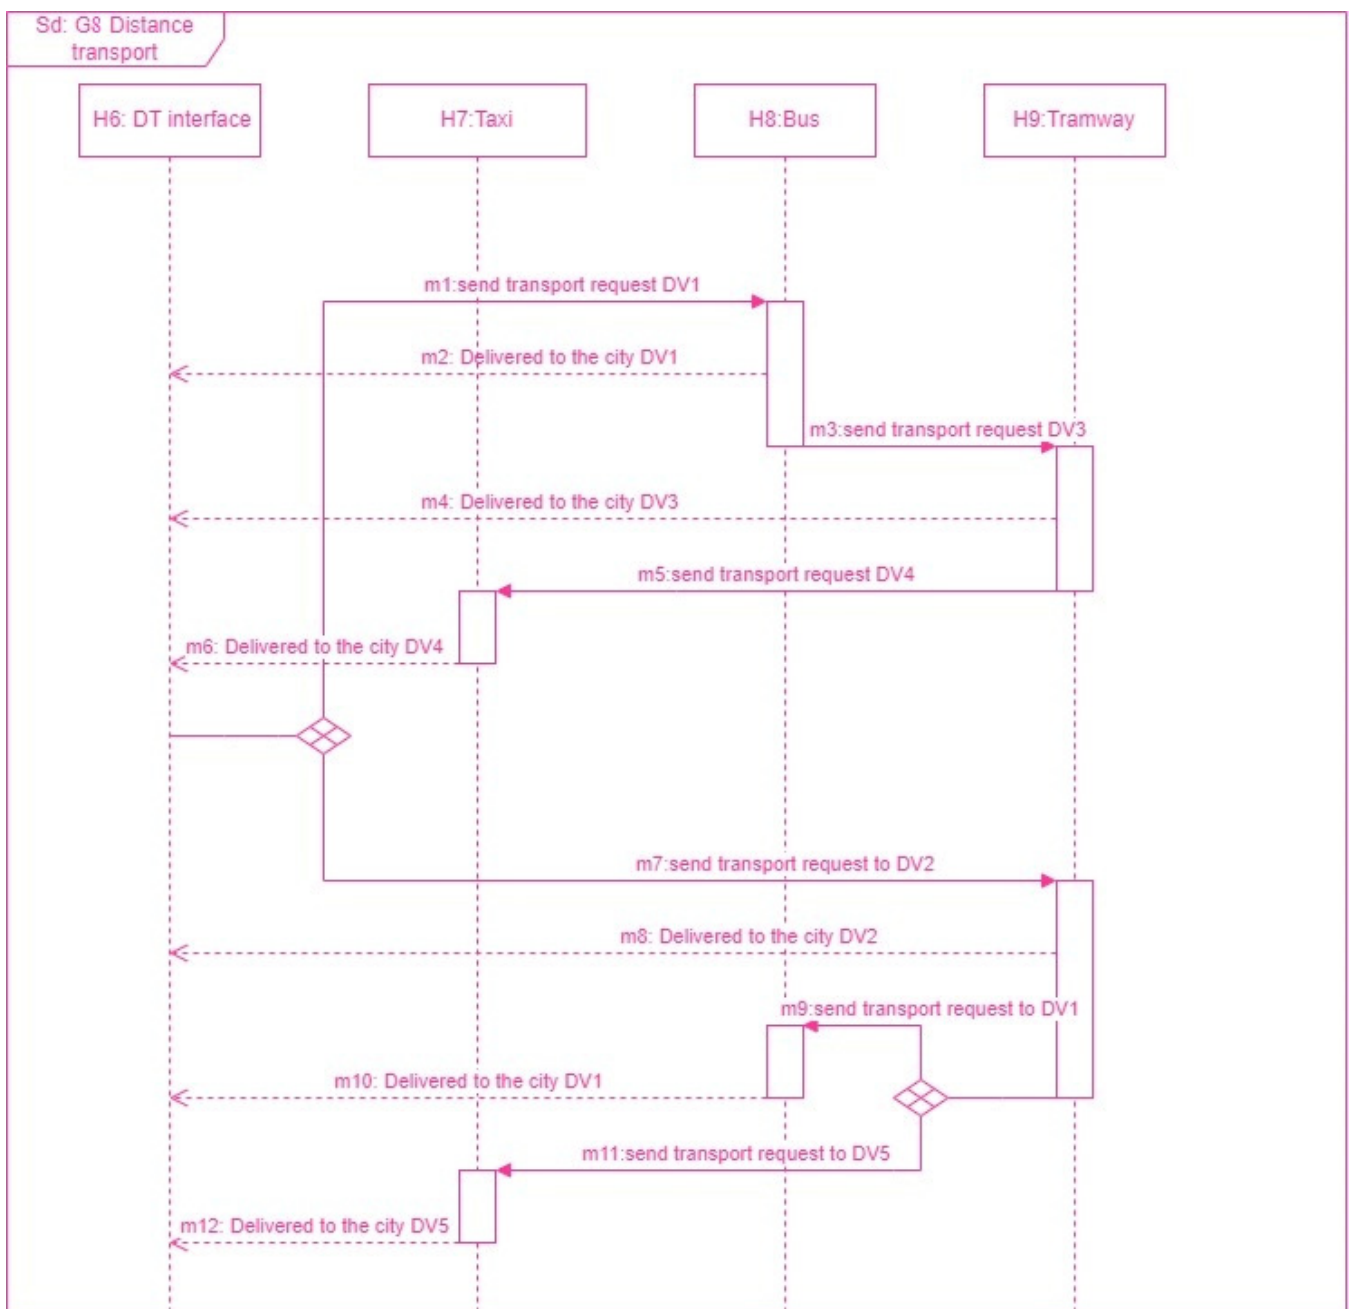 Sd: G8 Distance
transport
H6: DT interface
H7:Taxi
H8:Bus
H9:Tramway
m1:send transport request DV1
m2: Delivered to the city DV1
m3:send transport request DV3
m4: Delivered to the city DV3
m5:send transport request DV4
m6: Delivered to the city DV4
m7:send transport request to DV2
m8: Delivered to the city DV2
m9:send transport request to DV1
m10: Delivered to the city DV1
m11:send transport request to DV5
m12: Delivered to the city DV5